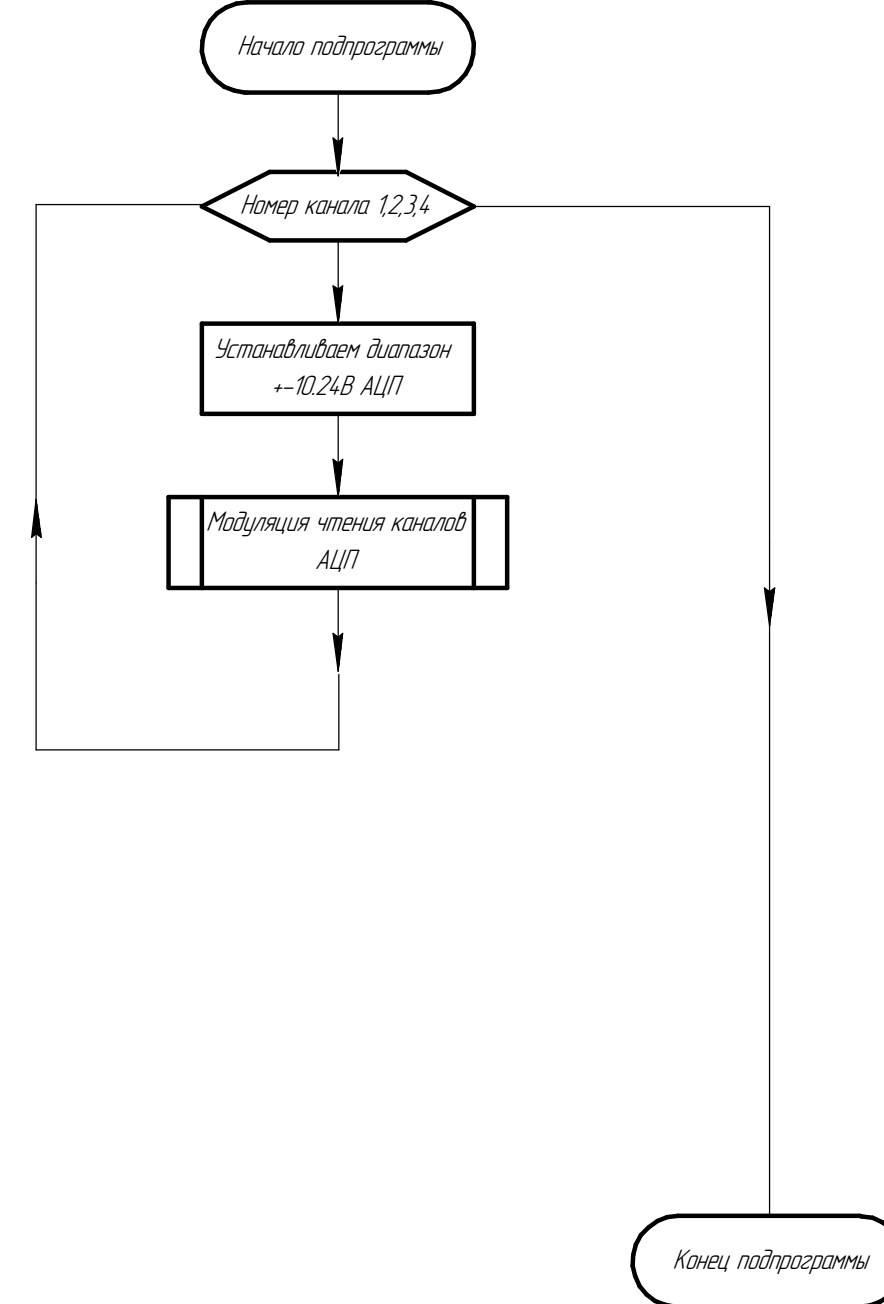 Начало подпрограммы
Номер канала 1,2,3,4
Устанавливаем диапазон
+-10.24В АЦП
Модуляция чтения каналов
АЦП
Конец подпрограммы